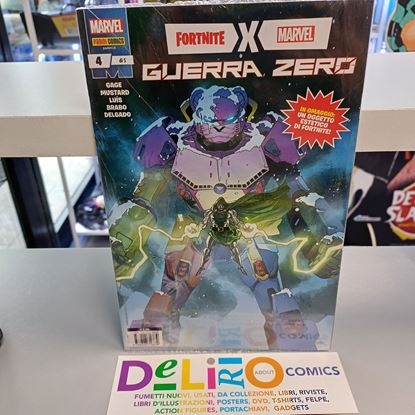 MARVEL
PANINI COMICS
4
€5
FORTNITE X MARVEL
GUERRA ZERO
GAGE
MUSTARD
LUÍS
BRABO
DELGADO
IN OMAGGIO:
UN OGGETTO
ESTETICO
DI FORTNITE!
DELIRIO ABOUT COMICS
FUMETTI NUOVI, USATI, DA COLLEZIONE, LIBRI, RIVISTE,
LIBRI D'ILLUSTRAZIONI, POSTERS, DVD, T-SHIRTS, FELPE,
ACTION FIGURES, PORTACHIAVI, GADGETS